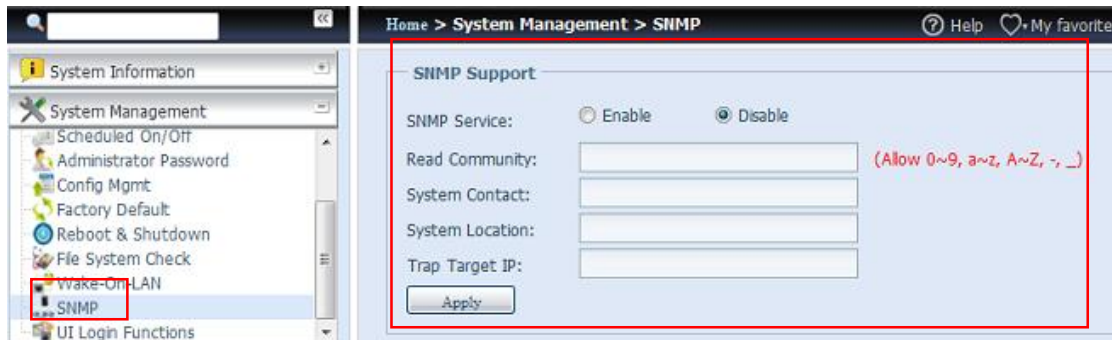 Home > System Management > SNMP
Help
My favorite
System Information
System Management
Scheduled On/Off
Administrator Password
Config Mgmt
Factory Default
Reboot & Shutdown
File System Check
Wake-On-LAN
SNMP
UI Login Functions
SNMP Support
SNMP Service: Enable Disable
Read Community: (Allow 0~9, a~z, A~Z, -, _)
System Contact:
System Location:
Trap Target IP:
Apply